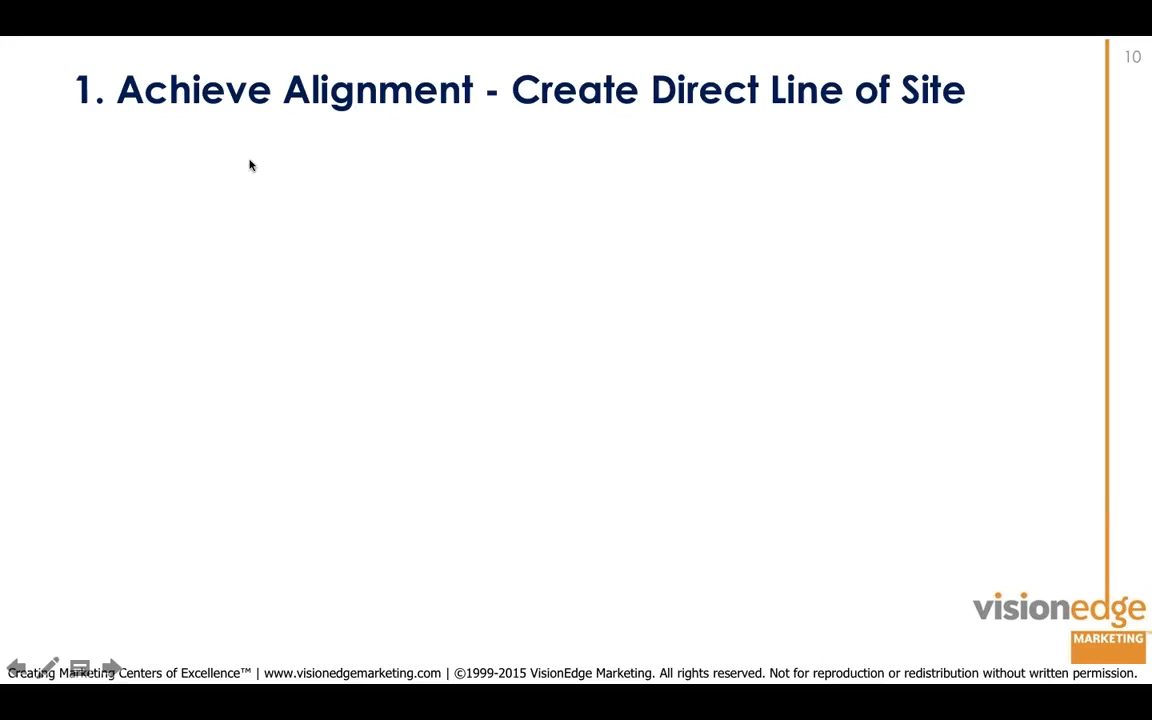 10
1. Achieve Alignment - Create Direct Line of Site
visionedge
MARKETING
Creating Marketing Centers of Excellence™ | www.visionedgemarketing.com | ©1999-2015 VisionEdge Marketing. All rights reserved. Not for reproduction or redistribution without written permission.